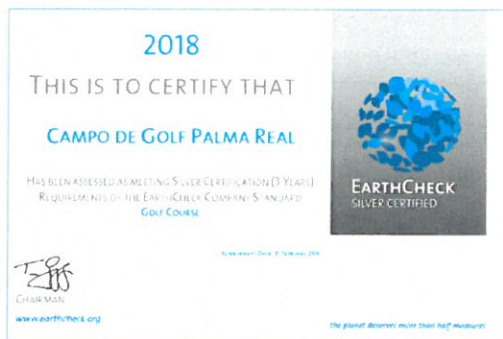 2018
THIS IS TO CERTIFY THAT
CAMPO DE GOLF PALMA REAL
HAS BEEN ASSESSED AS MEETING SILVER CERTIFICATION (3 YEARS)
REQUIREMENTS OF THE EARTHCHECK COMPANY STANDARD
GOLF COURSE
EARTHCHECK
SILVER CERTIFIED
CHAIRMAN
www.earthcheck.org
the planet deserves more than half measures